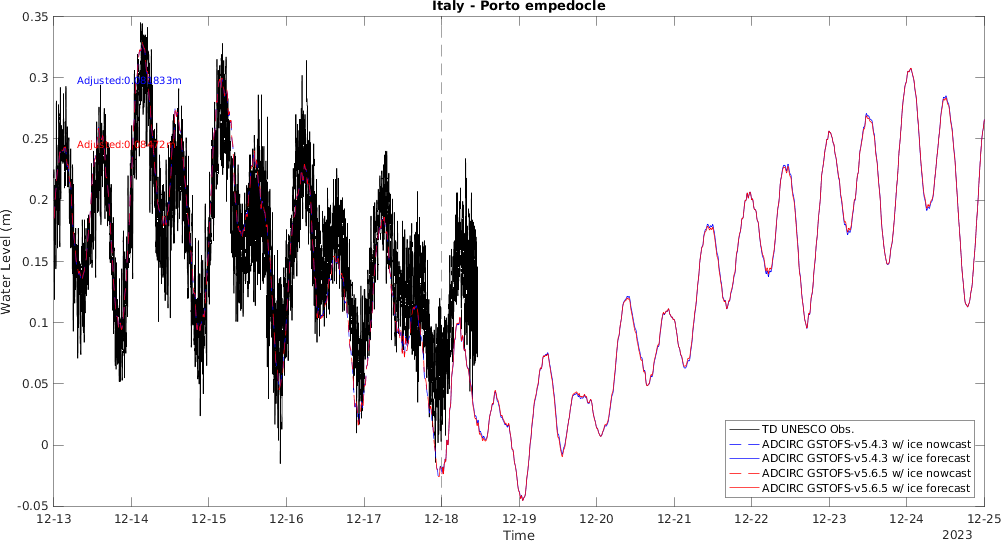 Italy - Porto empedocle
0.35
0.3
0.25
0.2
0.15
0.1
0.05
0
-0.05
Water Level (m)
12-13
12-14
12-15
12-16
12-17
12-18
12-19
12-20
12-21
12-22
12-23
12-24
12-25
Time
2023
TD UNESCO Obs.
ADCIRC GSTOFS-v5.4.3 w/ ice nowcast
ADCIRC GSTOFS-v5.4.3 w/ ice forecast
ADCIRC GSTOFS-v5.6.5 w/ ice nowcast
ADCIRC GSTOFS-v5.6.5 w/ ice forecast